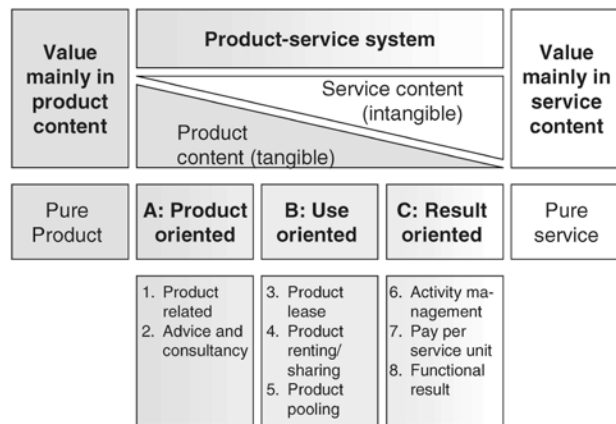 Value
mainly in
product
content
Product-service system
Service content
(intangible)
Product
content (tangible)
Value
mainly in
service
content
Pure
Product
A: Product
oriented
B: Use
oriented
C: Result
oriented
Pure
service
1. Product
related
2. Advice and
consultancy
3. Product
lease
4. Product
renting/
sharing
5. Product
pooling
6. Activity ma-
nagement
7. Pay per
service unit
8. Functional
result